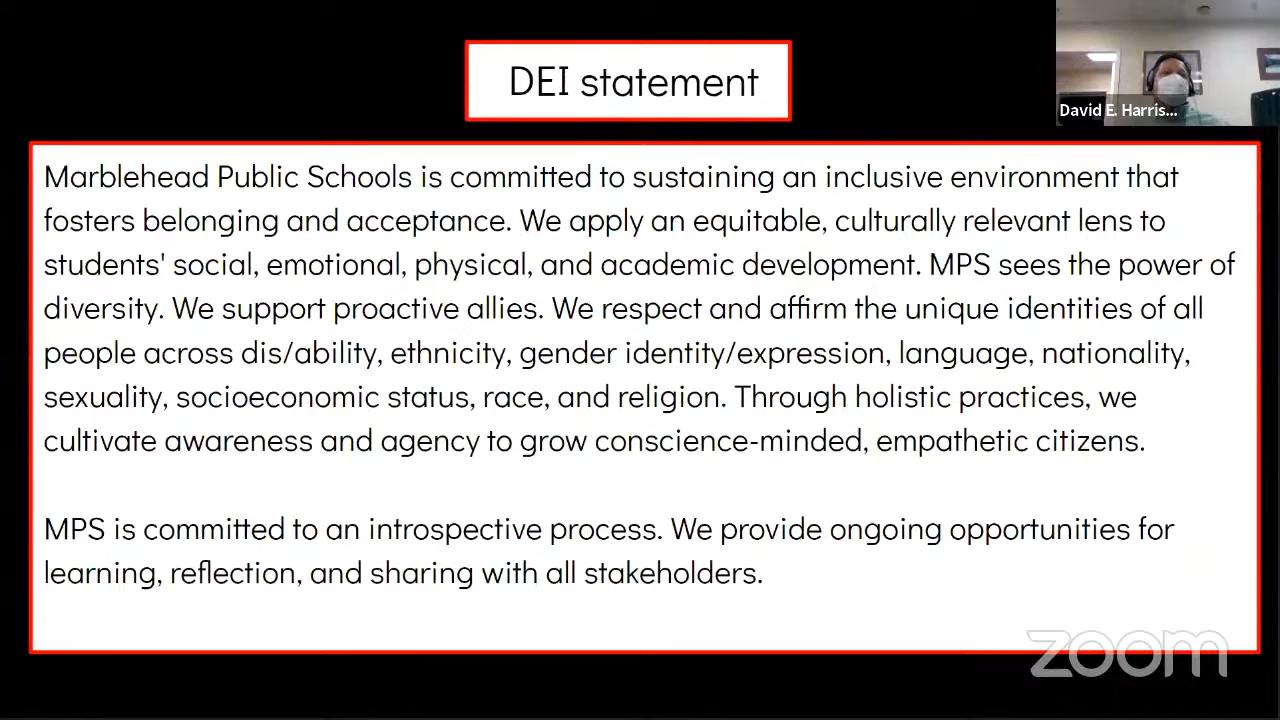 DEI statement
David E. Harris...
Marblehead Public Schools is committed to sustaining an inclusive environment that
fosters belonging and acceptance. We apply an equitable, culturally relevant lens to
students' social, emotional, physical, and academic development. MPS sees the power of
diversity. We support proactive allies. We respect and affirm the unique identities of all
people across dis/ability, ethnicity, gender identity/expression, language, nationality,
sexuality, socioeconomic status, race, and religion. Through holistic practices, we
cultivate awareness and agency to grow conscience-minded, empathetic citizens.
MPS is committed to an introspective process. We provide ongoing opportunities for
learning, reflection, and sharing with all stakeholders.
zoom